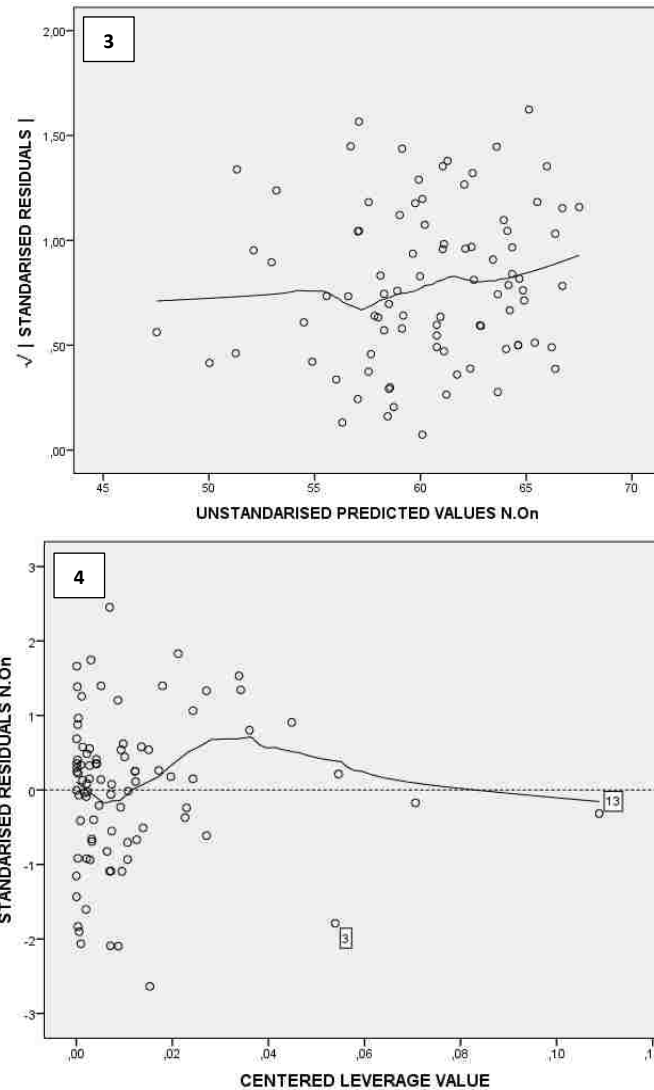 3
2,00
1,50
1,00
,50
,00
√ | STANDARISED RESIDUALS |
45 50 55 60 65 70
UNSTANDARISED PREDICTED VALUES N.On
4
3
2
1
0
-1
-2
-3
STANDARISED RESIDUALS N.On
13
3
,00 ,02 ,04 ,06 ,08 ,10 ,1
CENTERED LEVERAGE VALUE